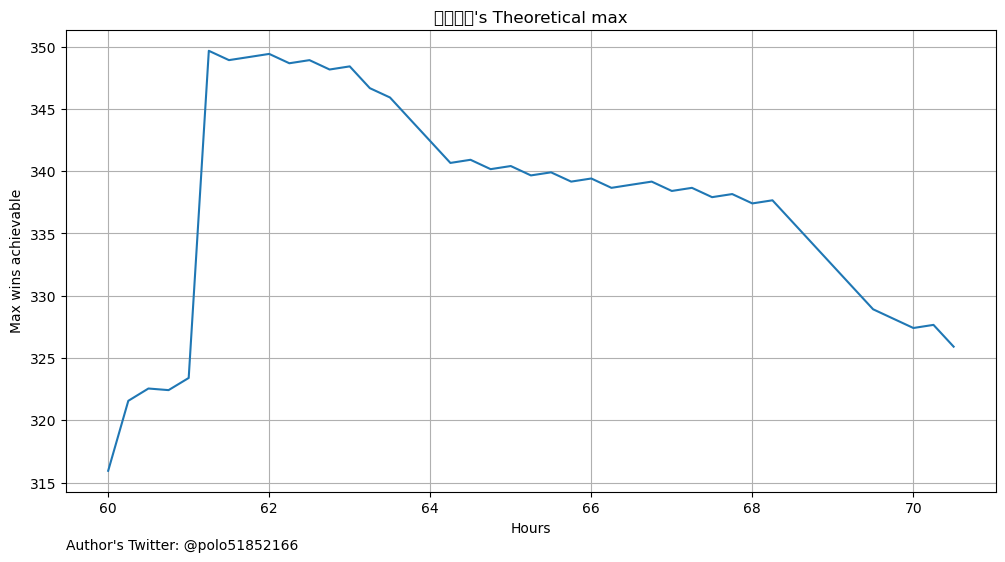 's Theoretical max
Max wins achievable
350
345
340
335
330
325
320
315
60 62 64 66 68 70
Hours
Author's Twitter: @polo51852166